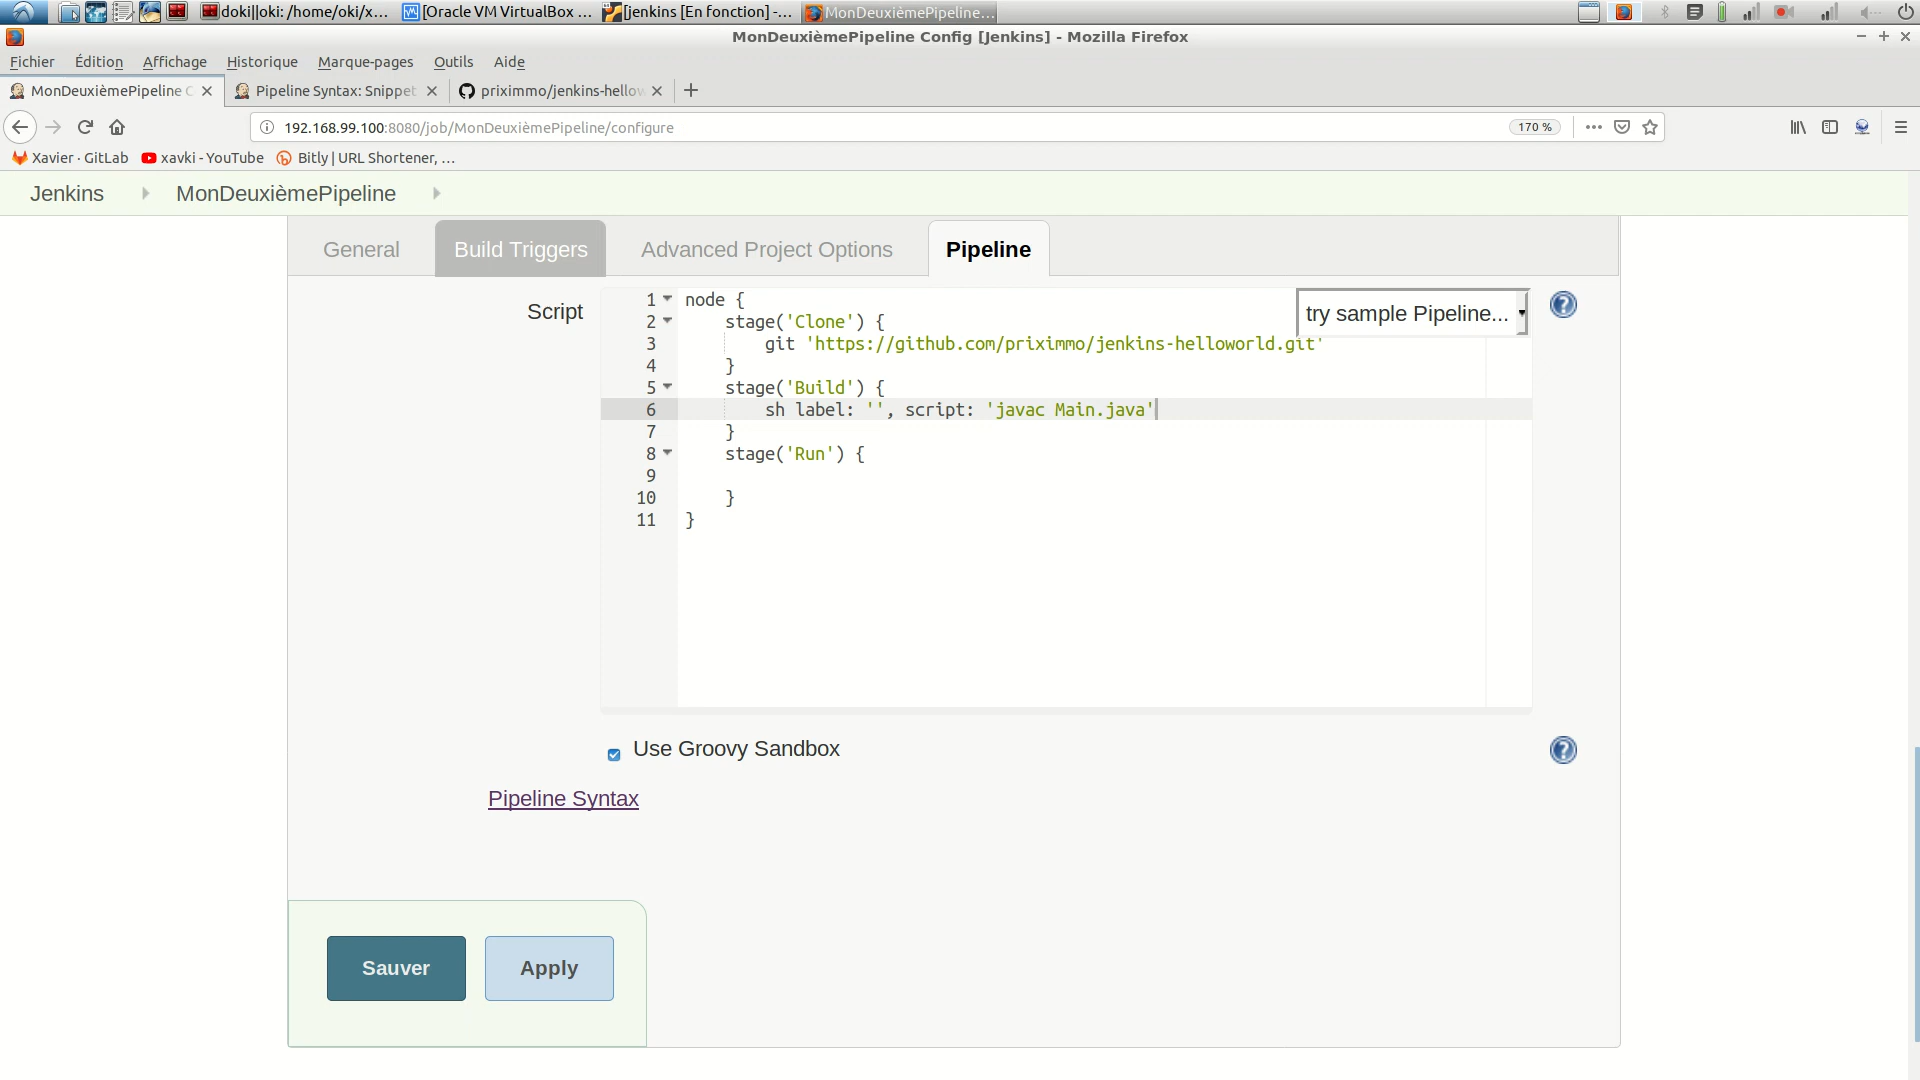 doki||oki: /home/oki/x... [Oracle VM VirtualBox ... [jenkins [En fonction] -... MonDeuxièmePipeline...
MonDeuxièmePipeline Config [Jenkins] - Mozilla Firefox
Fichier Édition Affichage Historique Marque-pages Outils Aide
MonDeuxièmePipeline C Pipeline Syntax: Snippet priximmo/jenkins-hellow
192.168.99.100:8080/job/MonDeuxièmePipeline/configure 170 %
Xavier · GitLab xavki - YouTube Bitly | URL Shortener, ...
Jenkins MonDeuxièmePipeline
General Build Triggers Advanced Project Options Pipeline
Script
try sample Pipeline...
1 node {
2 stage('Clone') {
3 git 'https://github.com/priximmo/jenkins-helloworld.git'
4 }
5 stage('Build') {
6 sh label: '', script: 'javac Main.java'
7 }
8 stage('Run') {
9
10 }
11 }
Use Groovy Sandbox
Pipeline Syntax
Sauver Apply